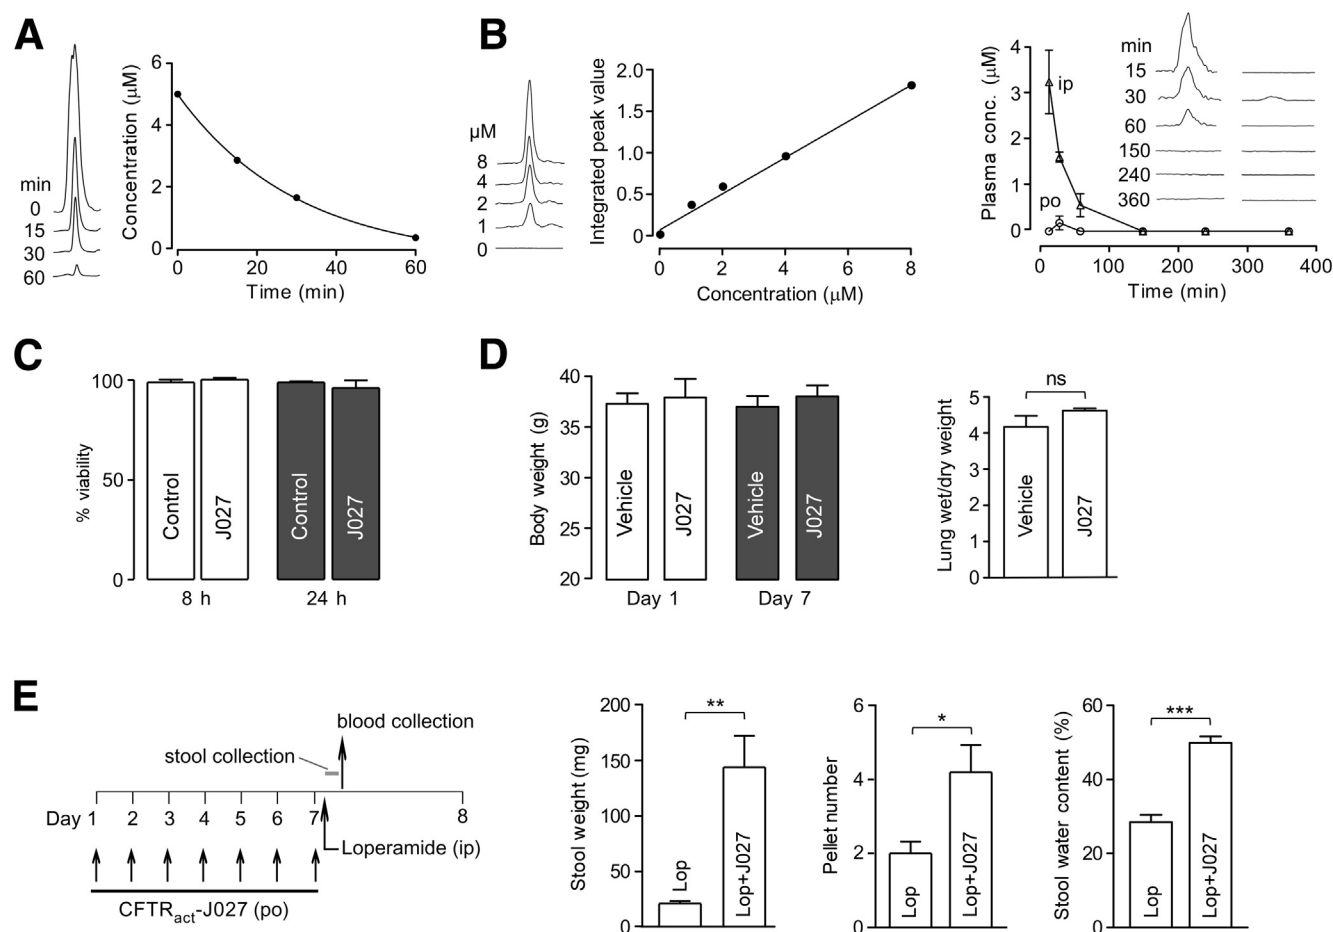 A
min
0
15
30
60
Concentration (μM)
6
4
2
0
0 20 40 60
Time (min)
B
μM
8
4
2
1
0
Integrated peak value
2.0
1.5
1.0
0.5
0
0 2 4 6 8
Concentration (μM)
Plasma conc. (μM)
4
3
2
1
0
ip
po
min
15
30
60
150
240
360
0 100 200 300 400
Time (min)
C
% viability
100
50
0
Control
J027
Control
J027
8 h 24 h
D
Body weight (g)
40
35
30
25
20
Vehicle
J027
Vehicle
J027
Day 1 Day 7
Lung wet/dry weight
5
4
3
2
1
0
ns
Vehicle
J027
E
blood collection
stool collection
Day 1 2 3 4 5 6 7 8
Loperamide (ip)
CFTRact-J027 (po)
Stool weight (mg)
200
150
100
50
0
**
Lop
Lop+J027
Pellet number
6
4
2
0
*
Lop
Lop+J027
Stool water content (%)
60
40
20
0
***
Lop
Lop+J027